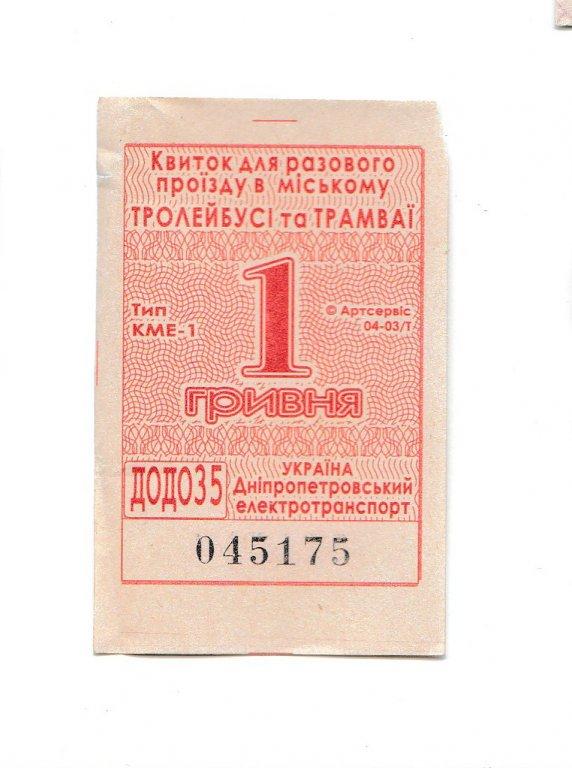 Квиток для разового
проїзду в міському
ТРОЛЕЙБУСІ та ТРАМВАЇ
1
гривня
Тип
КМЕ-1
© Артсервіс
04-03/Т
ДОДО35
УКРАЇНА
Дніпропетровський
електротранспорт
045175